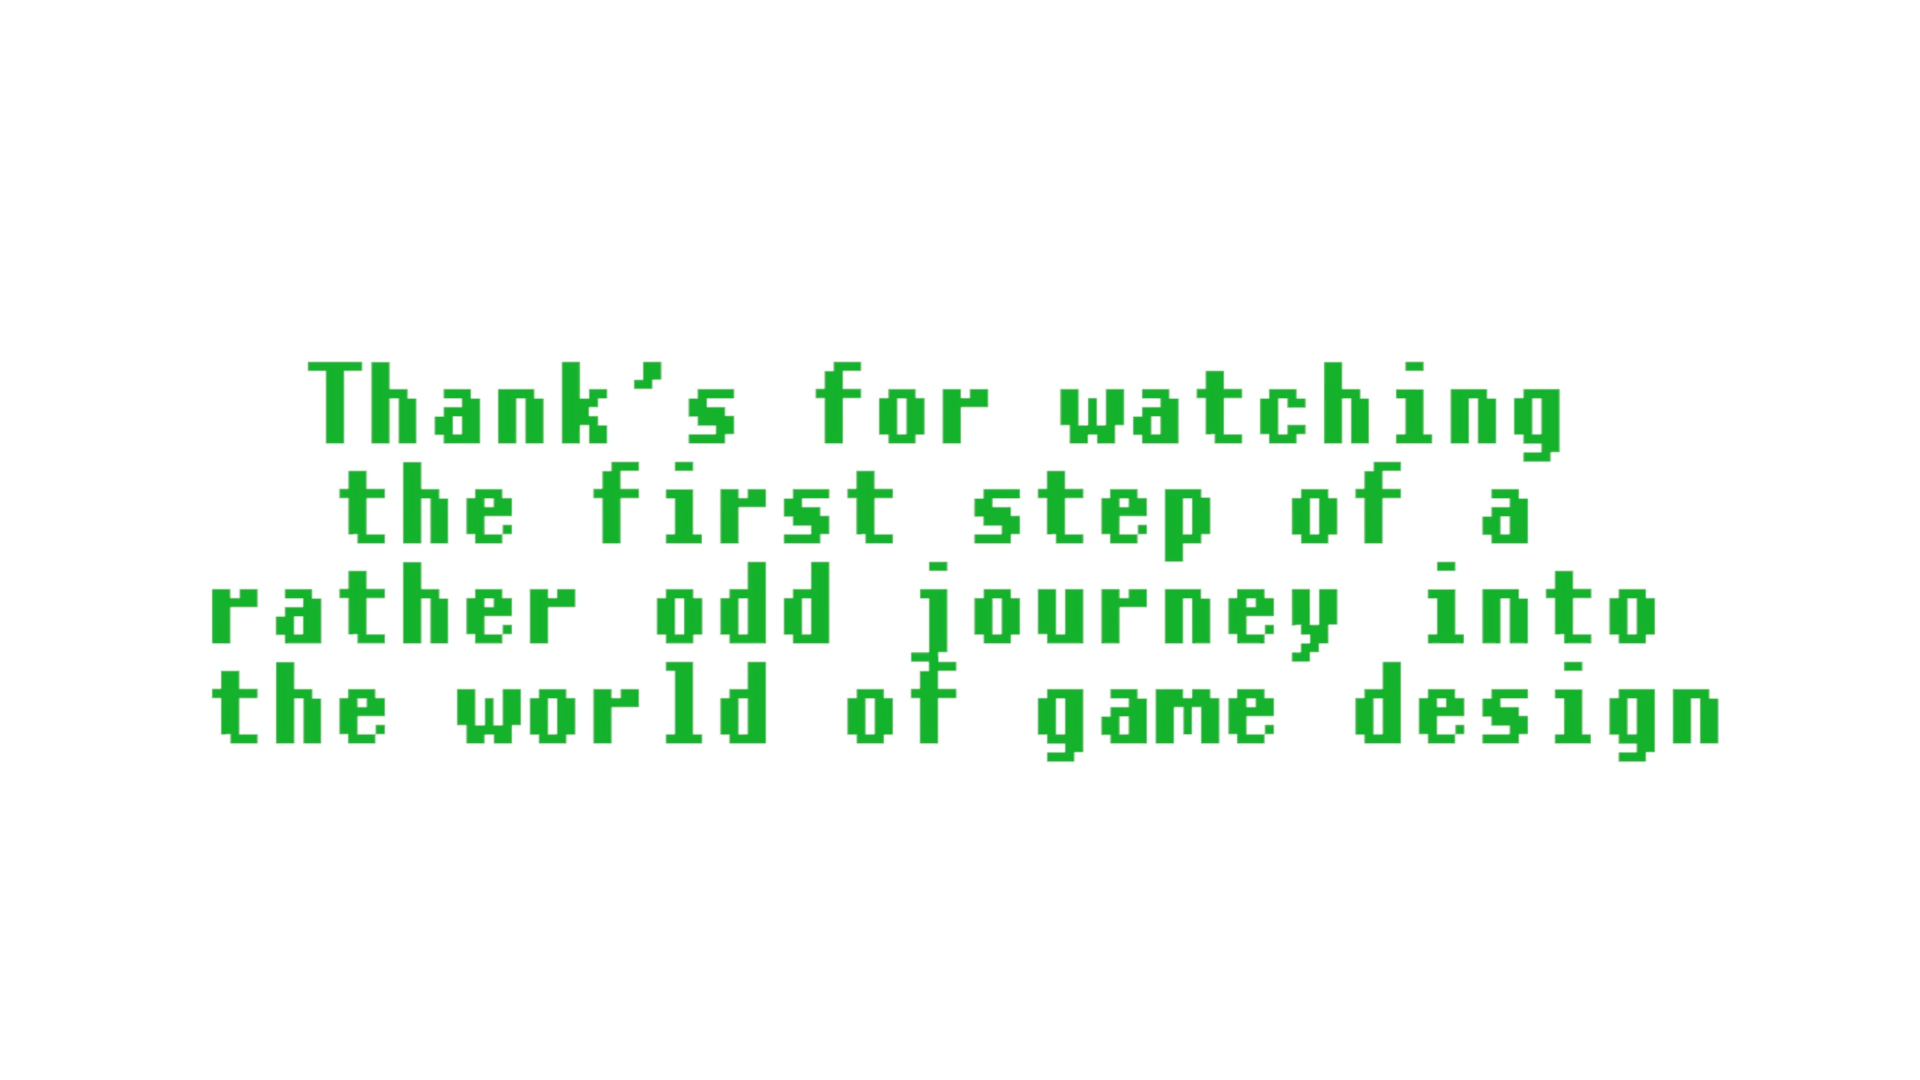 Thank’s for watching
the first step of a
rather odd journey into
the world of game design